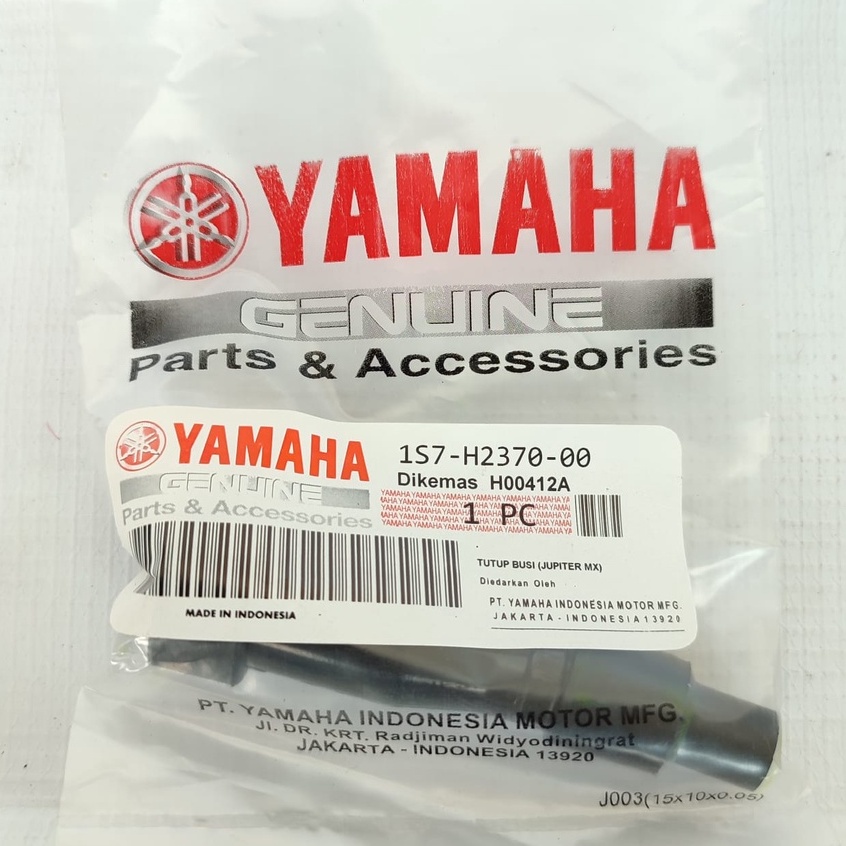 YAMAHA
GENUINE
Parts & Accessories
YAMAHA
GENUINE
Parts & Accessories
1S7-H2370-00
Dikemas H00412A
1 PC
TUTUP BUSI (JUPITER MX)
Diedarkan Oleh
PT. YAMAHA INDONESIA MOTOR MFG.
JAKARTA - INDONESIA 13920
MADE IN INDONESIA
PT. YAMAHA INDONESIA MOTOR MFG.
Jl. DR. KRT. Radjiman Widyodiningrat
JAKARTA - INDONESIA 13920
J003(15x10x0.05)